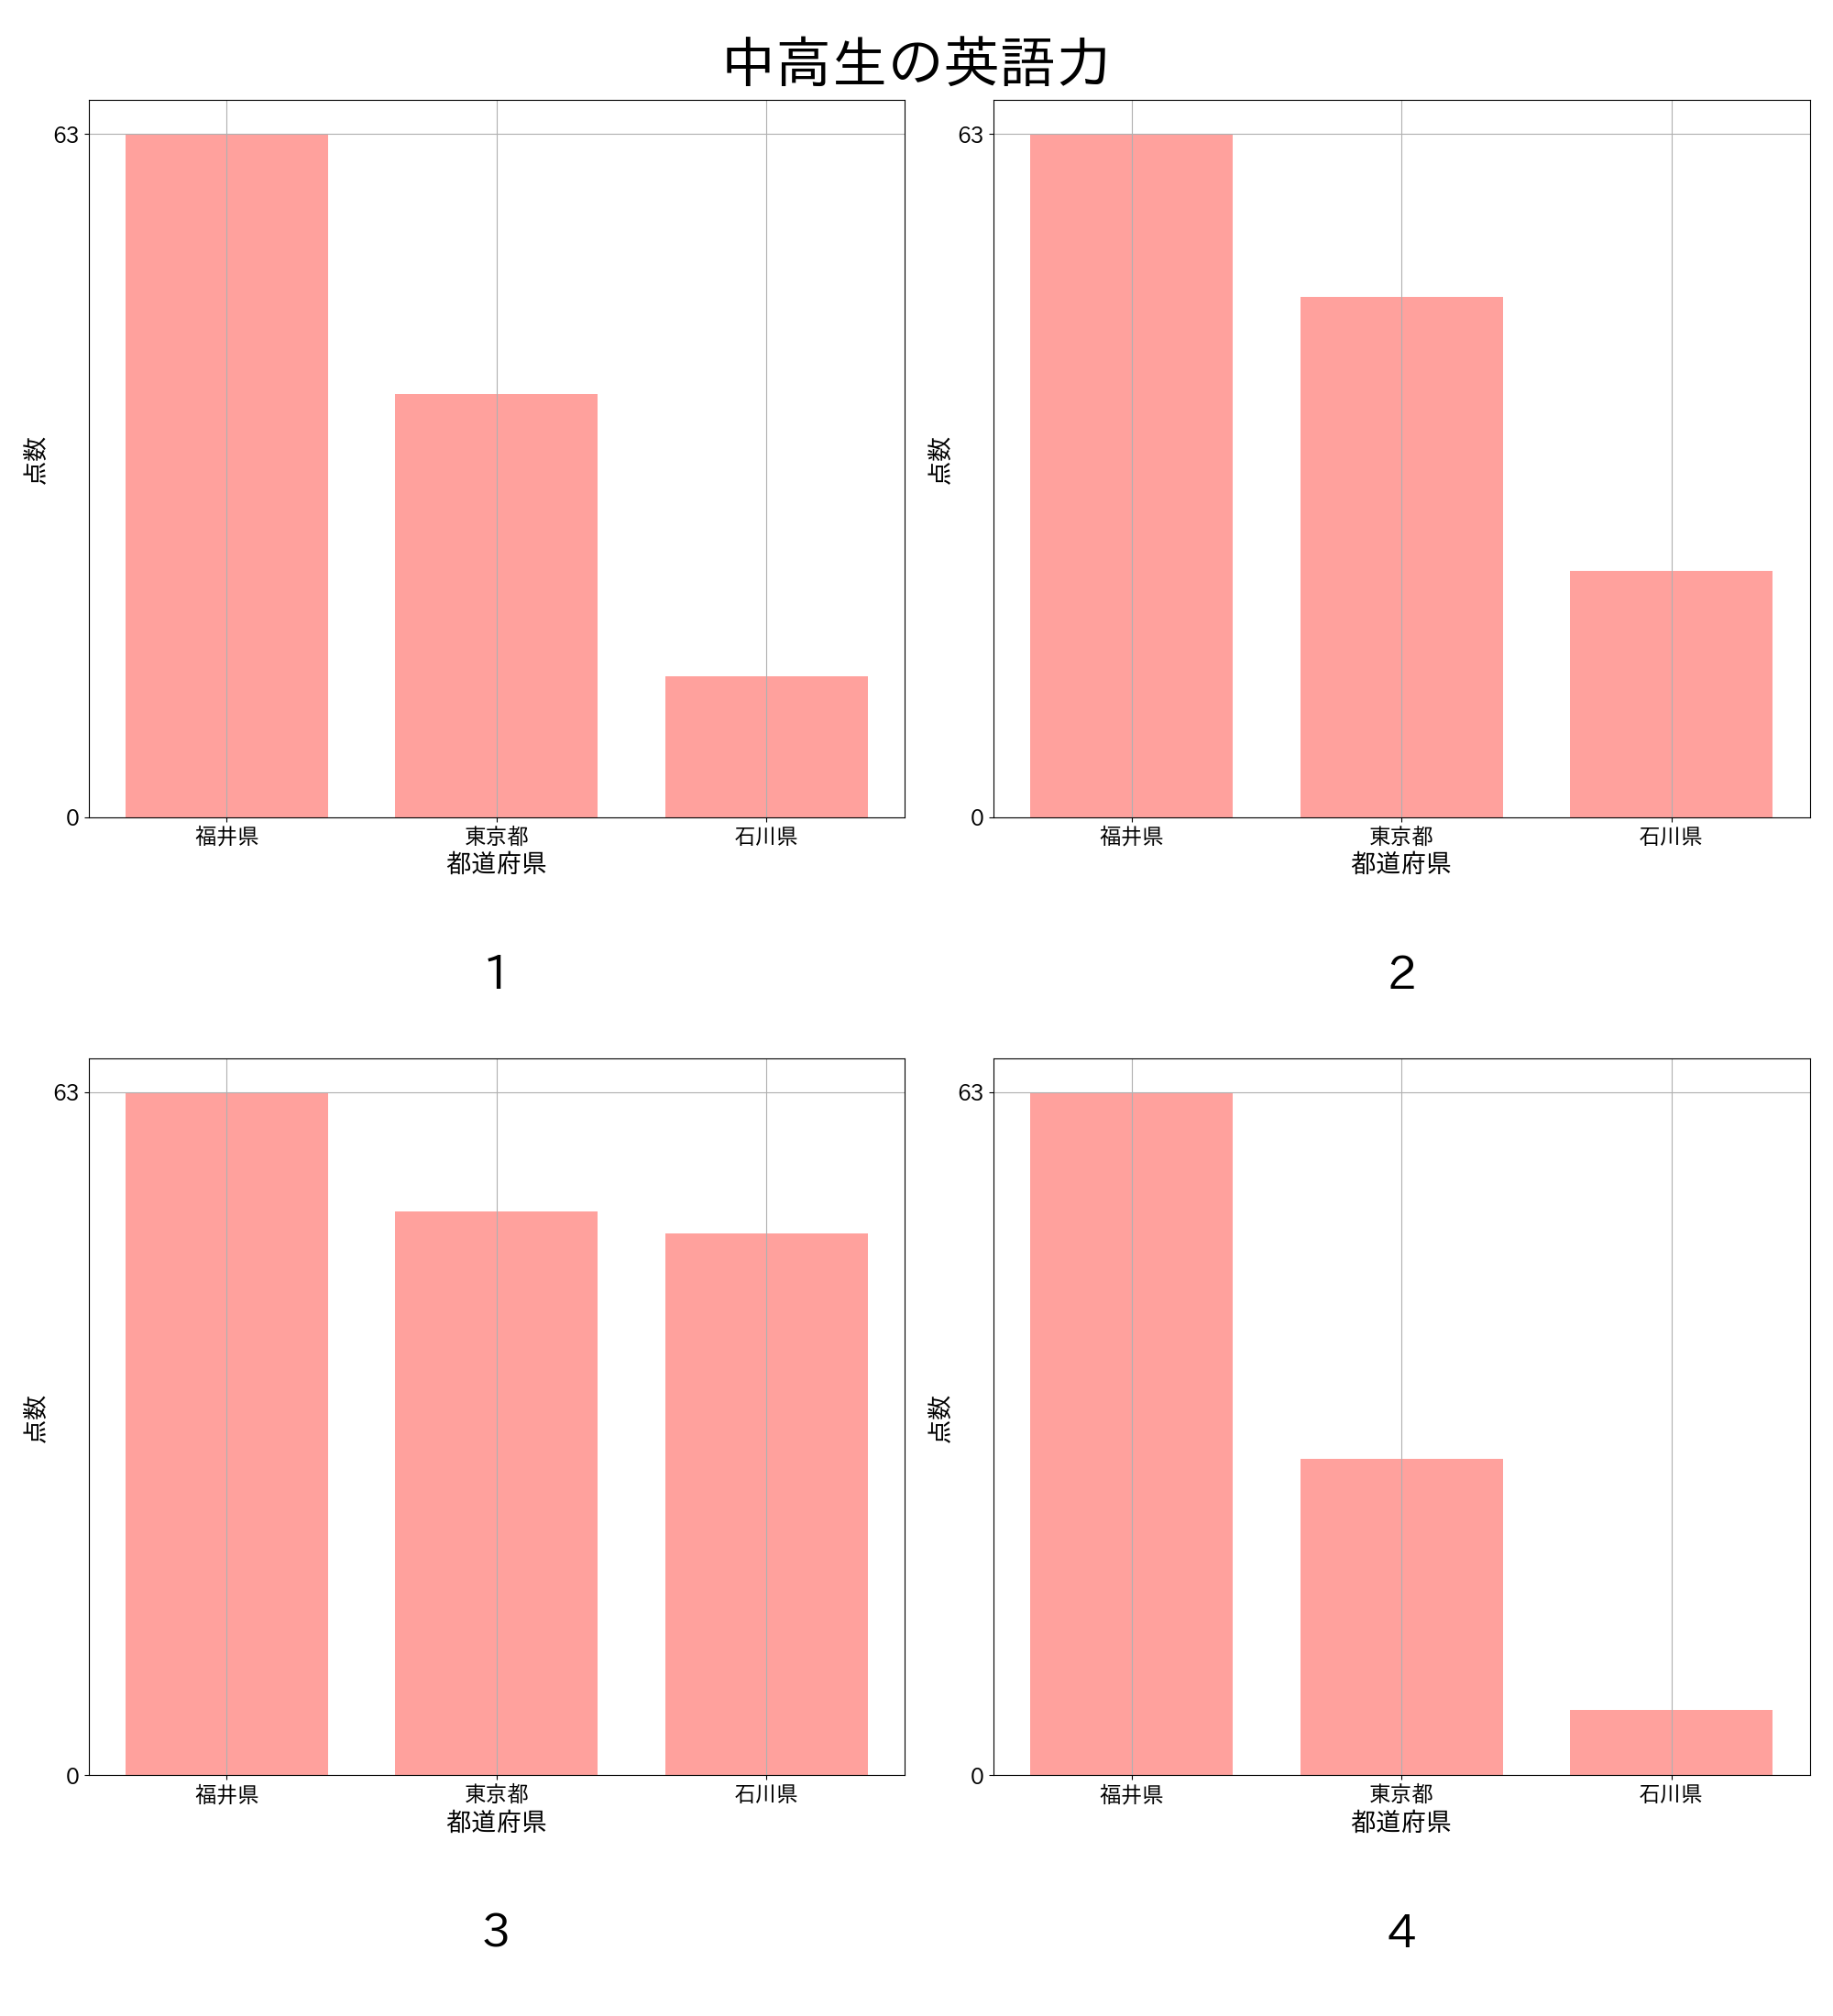 中高生の英語力
63
点数
0
福井県 東京都 石川県
都道府県
1
63
点数
0
福井県 東京都 石川県
都道府県
2
63
点数
0
福井県 東京都 石川県
都道府県
3
63
点数
0
福井県 東京都 石川県
都道府県
4